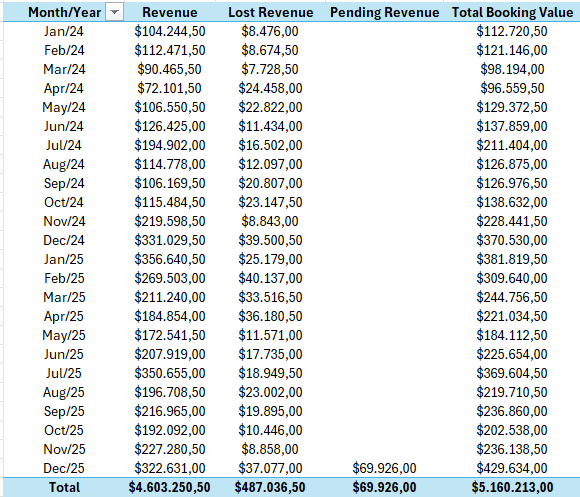 Month/Year Revenue Lost Revenue Pending Revenue Total Booking Value
Jan/24 $104.244,50 $8.476,00 $112.720,50
Feb/24 $112.471,50 $8.674,50 $121.146,00
Mar/24 $90.465,50 $7.728,50 $98.194,00
Apr/24 $72.101,50 $24.458,00 $96.559,50
May/24 $106.550,50 $22.822,00 $129.372,50
Jun/24 $126.425,00 $11.434,00 $137.859,00
Jul/24 $194.902,00 $16.502,00 $211.404,00
Aug/24 $114.778,00 $12.097,00 $126.875,00
Sep/24 $106.169,50 $20.807,00 $126.976,50
Oct/24 $115.484,50 $23.147,50 $138.632,00
Nov/24 $219.598,50 $8.843,00 $228.441,50
Dec/24 $331.029,50 $39.500,50 $370.530,00
Jan/25 $356.640,50 $25.179,00 $381.819,50
Feb/25 $269.503,00 $40.137,00 $309.640,00
Mar/25 $211.240,00 $33.516,50 $244.756,50
Apr/25 $184.854,00 $36.180,50 $221.034,50
May/25 $172.541,50 $11.571,00 $184.112,50
Jun/25 $207.919,00 $17.735,00 $225.654,00
Jul/25 $350.655,00 $18.949,50 $369.604,50
Aug/25 $196.708,50 $23.002,00 $219.710,50
Sep/25 $216.965,00 $19.895,00 $236.860,00
Oct/25 $192.092,00 $10.446,00 $202.538,00
Nov/25 $227.280,50 $8.858,00 $236.138,50
Dec/25 $322.631,00 $37.077,00 $69.926,00 $429.634,00
Total $4.603.250,50 $487.036,50 $69.926,00 $5.160.213,00